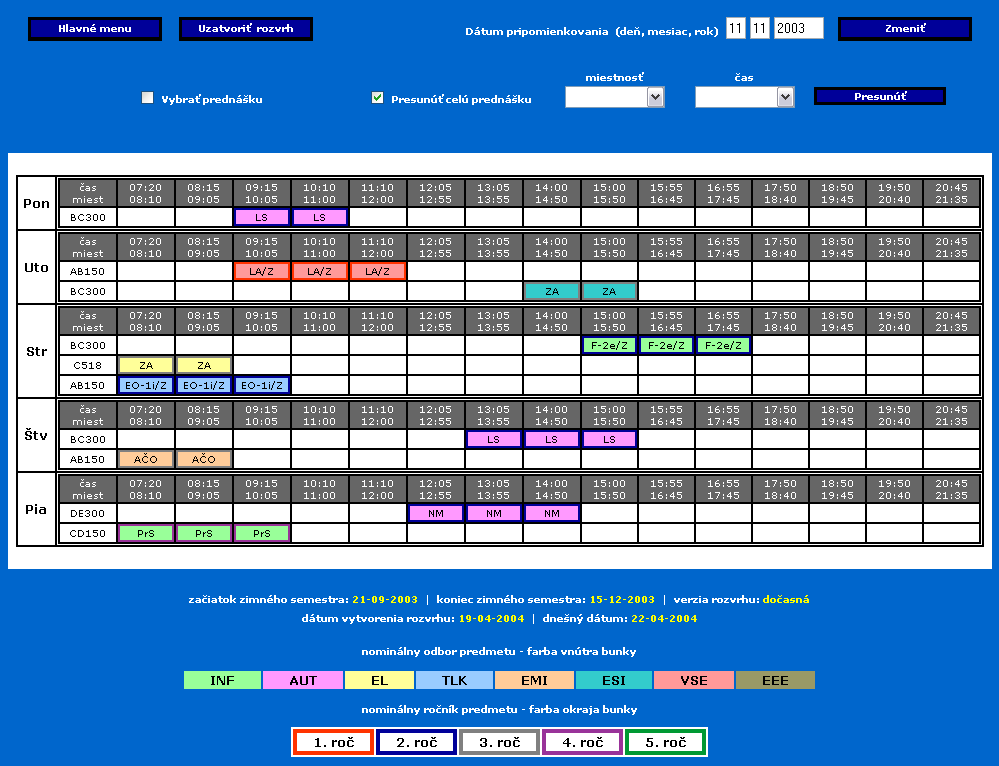 Hlavné menu Uzatvoriť rozvrh Dátum pripomienkovania (deň, mesiac, rok) 11 11 2003 Zmeniť
miestnosť čas
Vybrať prednášku Presunúť celú prednášku Presunúť
čas 07:20 08:15 09:15 10:10 11:10 12:05 13:05 14:00 15:00 15:55 16:55 17:50 18:50 19:50 20:45
Pon miest 08:10 09:05 10:05 11:00 12:00 12:55 13:55 14:50 15:50 16:45 17:45 18:40 19:45 20:40 21:35
BC300 LS LS
čas 07:20 08:15 09:15 10:10 11:10 12:05 13:05 14:00 15:00 15:55 16:55 17:50 18:50 19:50 20:45
miest 08:10 09:05 10:05 11:00 12:00 12:55 13:55 14:50 15:50 16:45 17:45 18:40 19:45 20:40 21:35
Uto AB150 LA/Z LA/Z LA/Z
BC300 ZA ZA
čas 07:20 08:15 09:15 10:10 11:10 12:05 13:05 14:00 15:00 15:55 16:55 17:50 18:50 19:50 20:45
miest 08:10 09:05 10:05 11:00 12:00 12:55 13:55 14:50 15:50 16:45 17:45 18:40 19:45 20:40 21:35
Str BC300 F-2e/Z F-2e/Z F-2e/Z
C518 ZA ZA
AB150 EO-1i/Z EO-1i/Z EO-1i/Z
čas 07:20 08:15 09:15 10:10 11:10 12:05 13:05 14:00 15:00 15:55 16:55 17:50 18:50 19:50 20:45
miest 08:10 09:05 10:05 11:00 12:00 12:55 13:55 14:50 15:50 16:45 17:45 18:40 19:45 20:40 21:35
Štv BC300 LS LS LS
AB150 AČO AČO
čas 07:20 08:15 09:15 10:10 11:10 12:05 13:05 14:00 15:00 15:55 16:55 17:50 18:50 19:50 20:45
miest 08:10 09:05 10:05 11:00 12:00 12:55 13:55 14:50 15:50 16:45 17:45 18:40 19:45 20:40 21:35
Pia DE300 NM NM NM
CD150 PrS PrS PrS
začiatok zimného semestra: 21-09-2003 | koniec zimného semestra: 15-12-2003 | verzia rozvrhu: dočasná
dátum vytvorenia rozvrhu: 19-04-2004 | dnešný dátum: 22-04-2004
nominálny odbor predmetu - farba vnútra bunky
INF AUT EL TLK EMI ESI VSE EEE
nominálny ročník predmetu - farba okraja bunky
1. roč 2. roč 3. roč 4. roč 5. roč